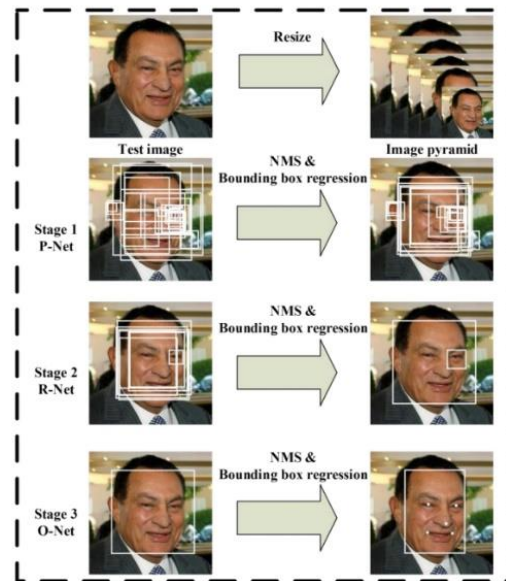 Resize
Test image
Image pyramid
NMS &
Bounding box regression
Stage 1
P-Net
NMS &
Bounding box regression
Stage 2
R-Net
NMS &
Bounding box regression
Stage 3
O-Net